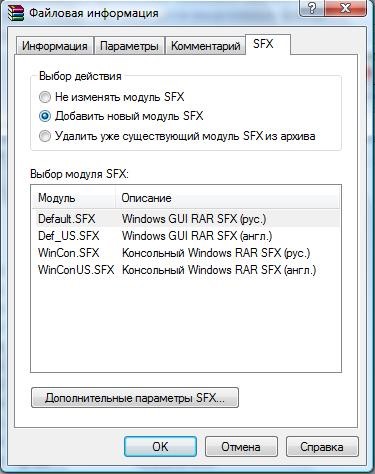 Файловая информация
Информация Параметры Комментарий SFX
Выбор действия
Не изменять модуль SFX
Добавить новый модуль SFX
Удалить уже существующий модуль SFX из архива
Выбор модуля SFX:
Модуль Описание
Default.SFX Windows GUI RAR SFX (рус.)
Def_US.SFX Windows GUI RAR SFX (англ.)
WinCon.SFX Консольный Windows RAR SFX (рус.)
WinConUS.SFX Консольный Windows RAR SFX (англ.)
Дополнительные параметры SFX...
OK Отмена Справка